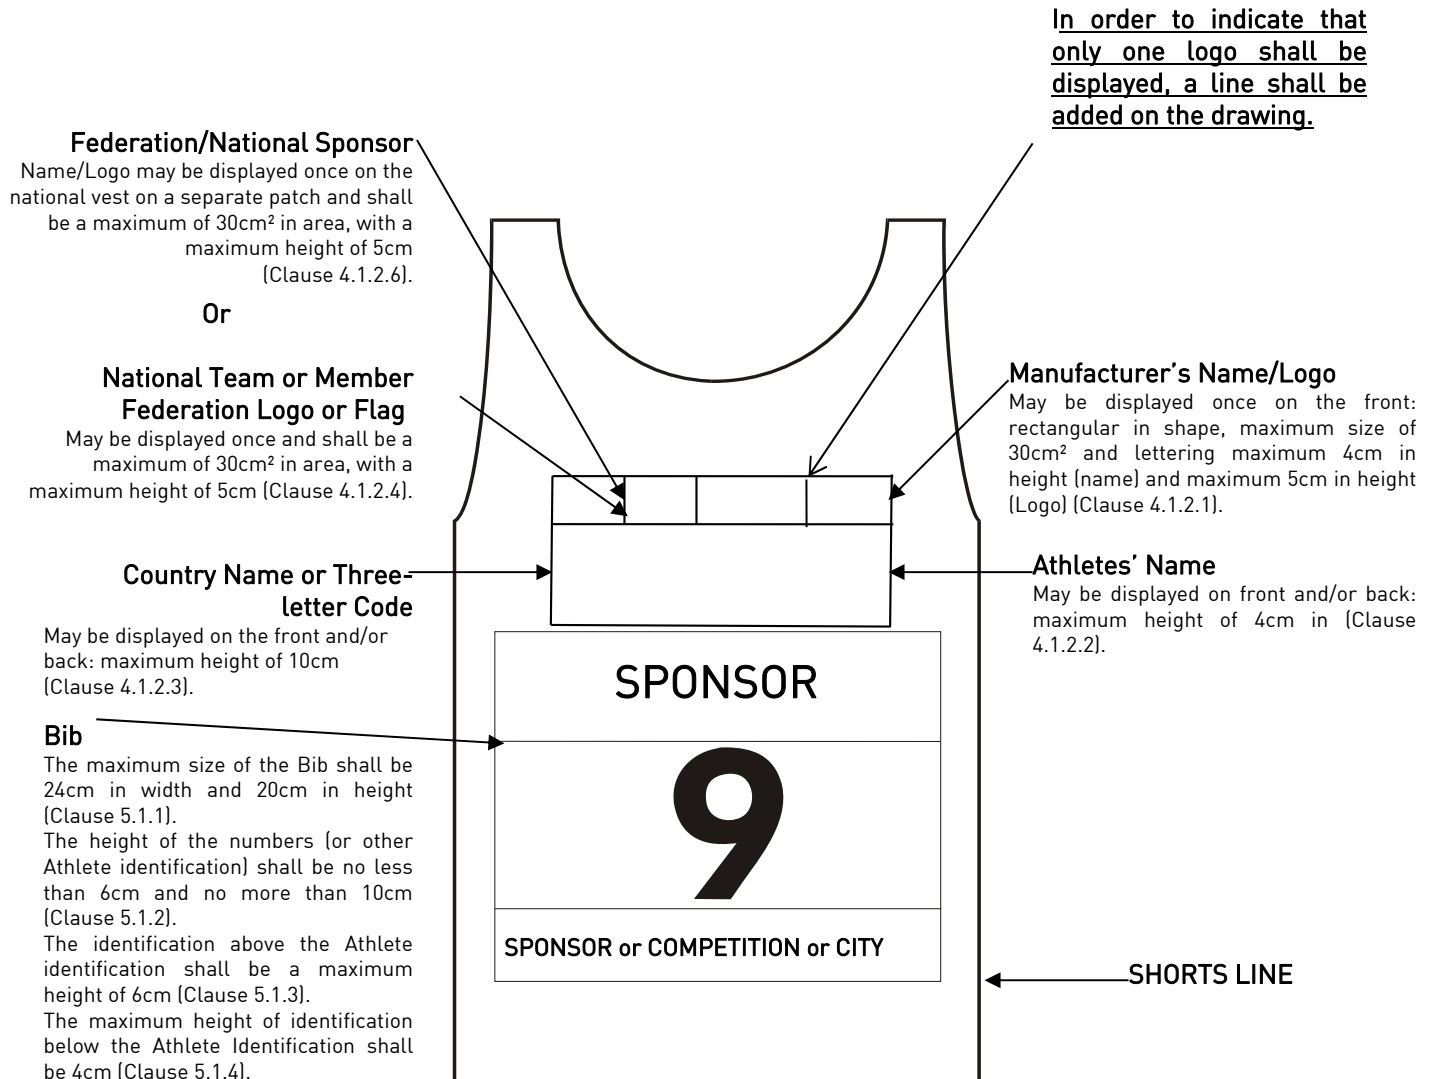 In order to indicate that
only one logo shall be
displayed, a line shall be
added on the drawing.
Federation/National Sponsor
Name/Logo may be displayed once on the
national vest on a separate patch and shall
be a maximum of 30cm² in area, with a
maximum height of 5cm
(Clause 4.1.2.6).
Or
National Team or Member
Federation Logo or Flag
May be displayed once and shall be a
maximum of 30cm² in area, with a
maximum height of 5cm (Clause 4.1.2.4).
Manufacturer's Name/Logo
May be displayed once on the front:
rectangular in shape, maximum size of
30cm² and lettering maximum 4cm in
height (name) and maximum 5cm in height
(Logo) (Clause 4.1.2.1).
Country Name or Three-
letter Code
May be displayed on the front and/or
back: maximum height of 10cm
(Clause 4.1.2.3).
Athletes' Name
May be displayed on front and/or back:
maximum height of 4cm in (Clause
4.1.2.2).
Bib
The maximum size of the Bib shall be
24cm in width and 20cm in height
(Clause 5.1.1).
The height of the numbers (or other
Athlete identification) shall be no less
than 6cm and no more than 10cm
(Clause 5.1.2).
The identification above the Athlete
identification shall be a maximum
height of 6cm (Clause 5.1.3).
The maximum height of identification
below the Athlete Identification shall
be 4cm (Clause 5.1.4).
SPONSOR
9
SPONSOR or COMPETITION or CITY
SHORTS LINE